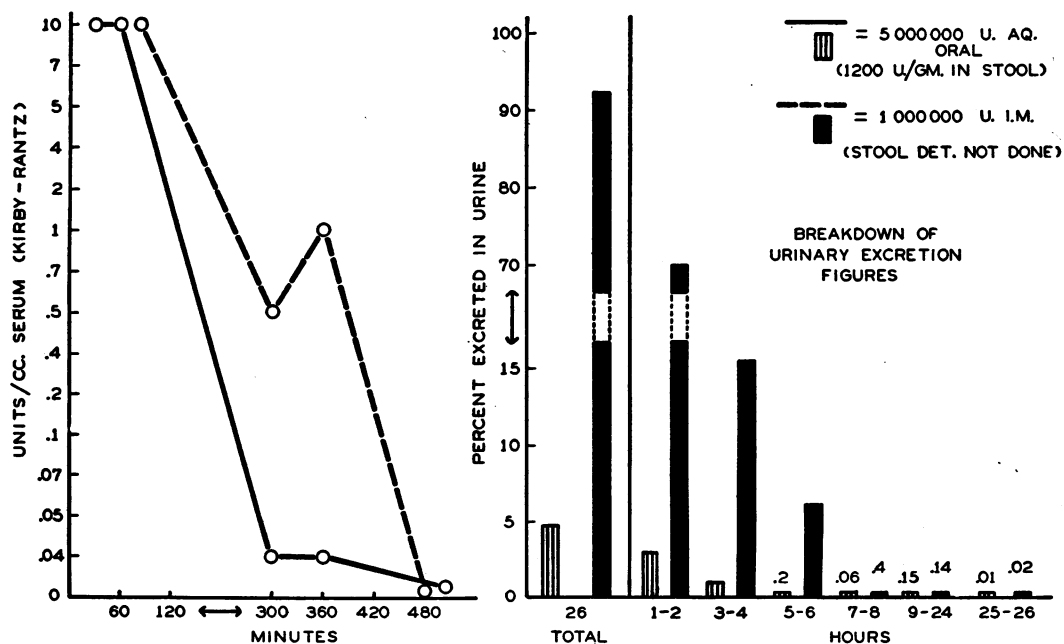 UNITS/CC. SERUM (KIRBY-RANTZ)
10
7
5
4
2
1
.7
.5
.4
.2
.1
.07
.05
.04
0
60 120 300 360 420 480
MINUTES
PERCENT EXCRETED IN URINE
100
90
80
70
15
10
5
0
= 5 000 000 U. AQ.
ORAL
(1200 U/GM. IN STOOL)
= 1 000 000 U. I.M.
(STOOL DET. NOT DONE)
BREAKDOWN OF
URINARY EXCRETION
FIGURES
.2 .06 .4 .15 .14 .01 .02
26 1-2 3-4 5-6 7-8 9-24 25-26
TOTAL HOURS